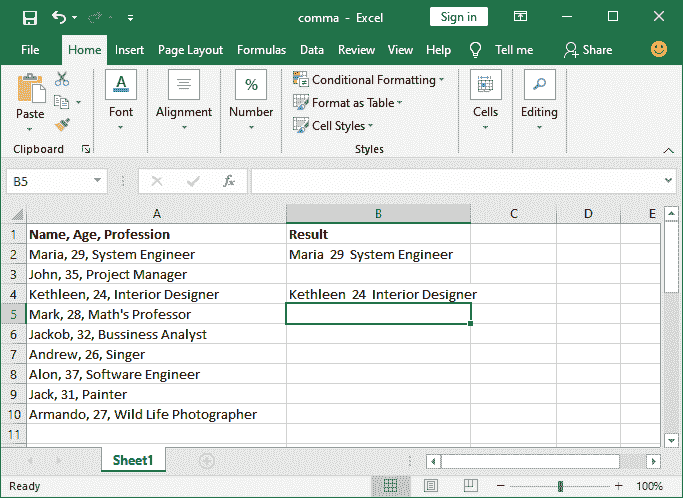 comma - Excel
Sign in
File Home Insert Page Layout Formulas Data Review View Help Tell me Share
Paste
Clipboard
A
Font
Alignment
%
Number
Conditional Formatting
Format as Table
Cell Styles
Styles
Cells
Editing
B5
fx
A B C D E
1 Name, Age, Profession Result
2 Maria, 29, System Engineer Maria 29 System Engineer
3 John, 35, Project Manager
4 Kethleen, 24, Interior Designer Kethleen 24 Interior Designer
5 Mark, 28, Math's Professor
6 Jackob, 32, Bussiness Analyst
7 Andrew, 26, Singer
8 Alon, 37, Software Engineer
9 Jack, 31, Painter
10 Armando, 27, Wild Life Photographer
11
Sheet1
Ready
100%